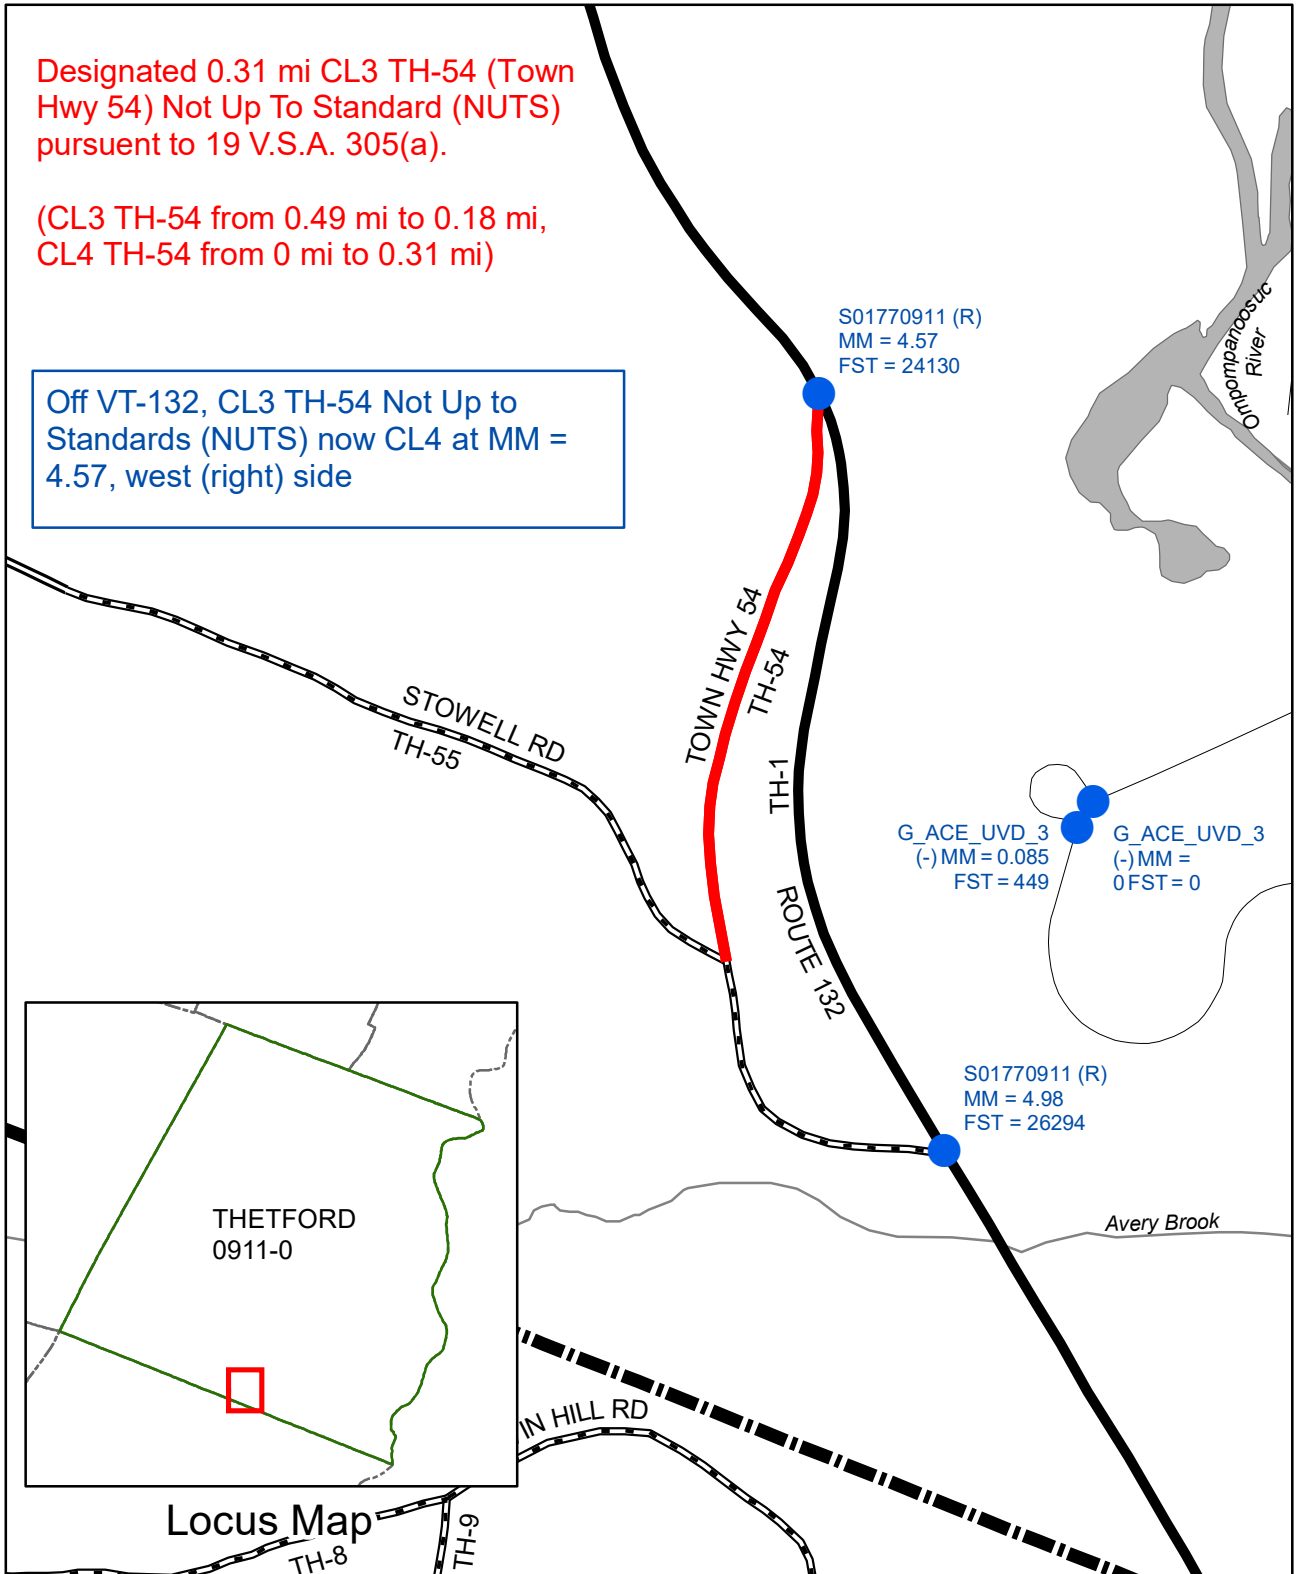 Designated 0.31 mi CL3 TH-54 (Town
Hwy 54) Not Up To Standard (NUTS)
pursuent to 19 V.S.A. 305(a).
(CL3 TH-54 from 0.49 mi to 0.18 mi,
CL4 TH-54 from 0 mi to 0.31 mi)
Off VT-132, CL3 TH-54 Not Up to
Standards (NUTS) now CL4 at MM =
4.57, west (right) side
S01770911 (R)
MM = 4.57
FST = 24130
Ompompanoosuc
River
STOWELL RD
TH-55
TOWN HWY 54
TH-54
TH-1
ROUTE 132
G_ACE_UVD_3
(-) MM = 0.085
FST = 449
G_ACE_UVD_3
(-) MM =
0 FST = 0
S01770911 (R)
MM = 4.98
FST = 26294
Avery Brook
THETFORD
0911-0
IN HILL RD
Locus Map
TH-8
TH-9